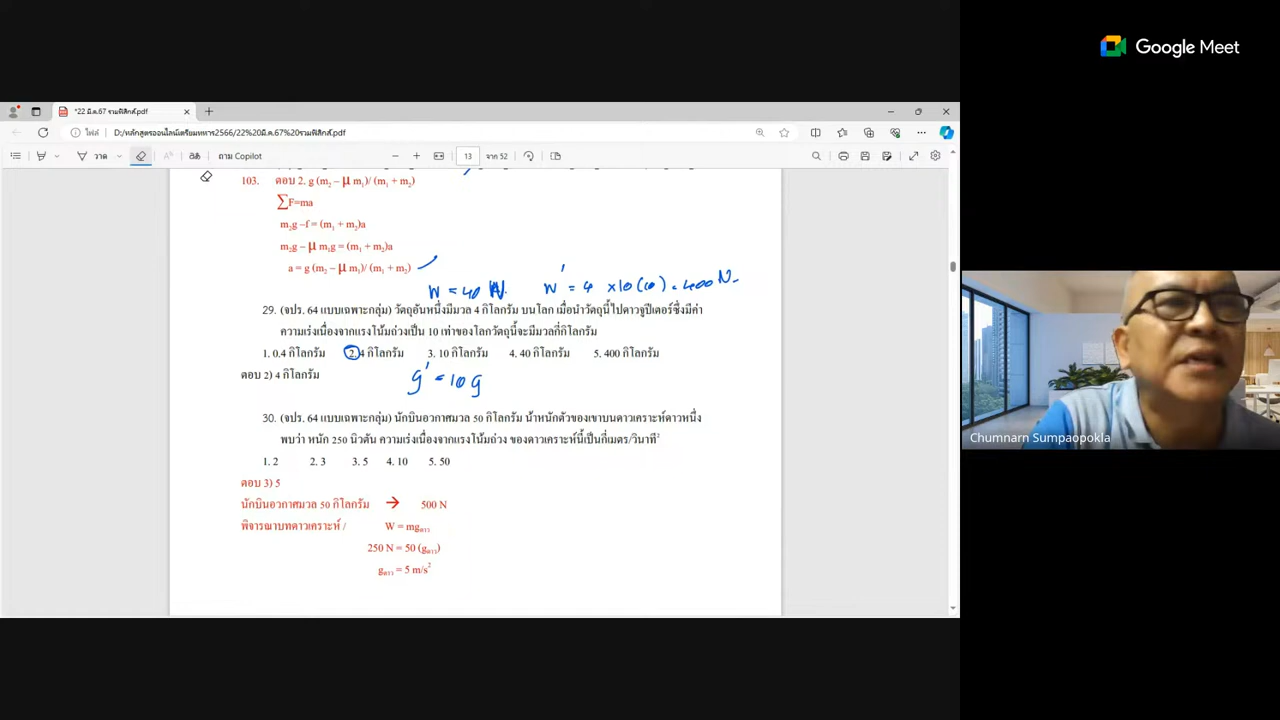 Google Meet
*22 มี.ค.67 รวมฟิสิกส์.pdf
ไฟล์ D:/หลักสูตรออนไลน์เตรียมทหาร2566/22%20มี.ค.67%20รวมฟิสิกส์.pdf
วาด ถาม Copilot 13 จาก 52
103. ตอบ 2. g (m₂ – μ m₁)/ (m₁ + m₂)
∑F=ma
m₂g –f = (m₁ + m₂)a
m₂g – μ m₁g = (m₁ + m₂)a
a = g (m₂ – μ m₁)/ (m₁ + m₂)
W = 40 N. W' = 4 x10(10) = 400 N
29. (จปร. 64 แบบเฉพาะกลุ่ม) วัตถุอันหนึ่งมีมวล 4 กิโลกรัม บนโลก เมื่อนำวัตถุนี้ไปดาวจูปีเตอร์ซึ่งมีค่า
ความเร่งเนื่องจากแรงโน้มถ่วงเป็น 10 เท่าของโลกวัตถุนี้จะมีมวลกี่กิโลกรัม
1. 0.4 กิโลกรัม 2. 4 กิโลกรัม 3. 10 กิโลกรัม 4. 40 กิโลกรัม 5. 400 กิโลกรัม
ตอบ 2) 4 กิโลกรัม
g' = 10 g
30. (จปร. 64 แบบเฉพาะกลุ่ม) นักบินอวกาศมวล 50 กิโลกรัม น้ำหนักตัวของเขาบนดาวเคราะห์ดาวหนึ่ง
พบว่า หนัก 250 นิวตัน ความเร่งเนื่องจากแรงโน้มถ่วง ของดาวเคราะห์นี้เป็นกี่เมตร/วินาที²
1. 2 2. 3 3. 5 4. 10 5. 50
ตอบ 3) 5
นักบินอวกาศมวล 50 กิโลกรัม → 500 N
พิจารณาบทดาวเคราะห์ / W = mgดาว
250 N = 50 (gดาว)
gดาว = 5 m/s²
Chumnarn Sumpaopokla